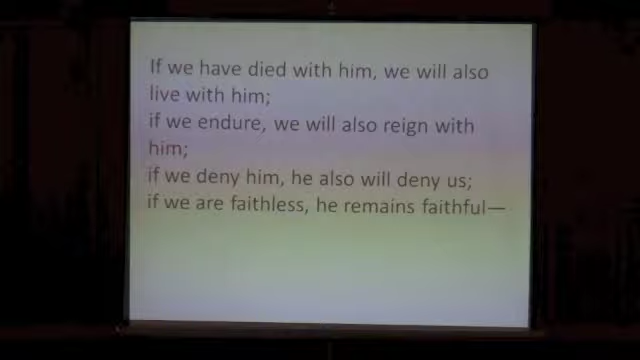 If we have died with him, we will also
live with him;
if we endure, we will also reign with
him;
if we deny him, he also will deny us;
if we are faithless, he remains faithful—